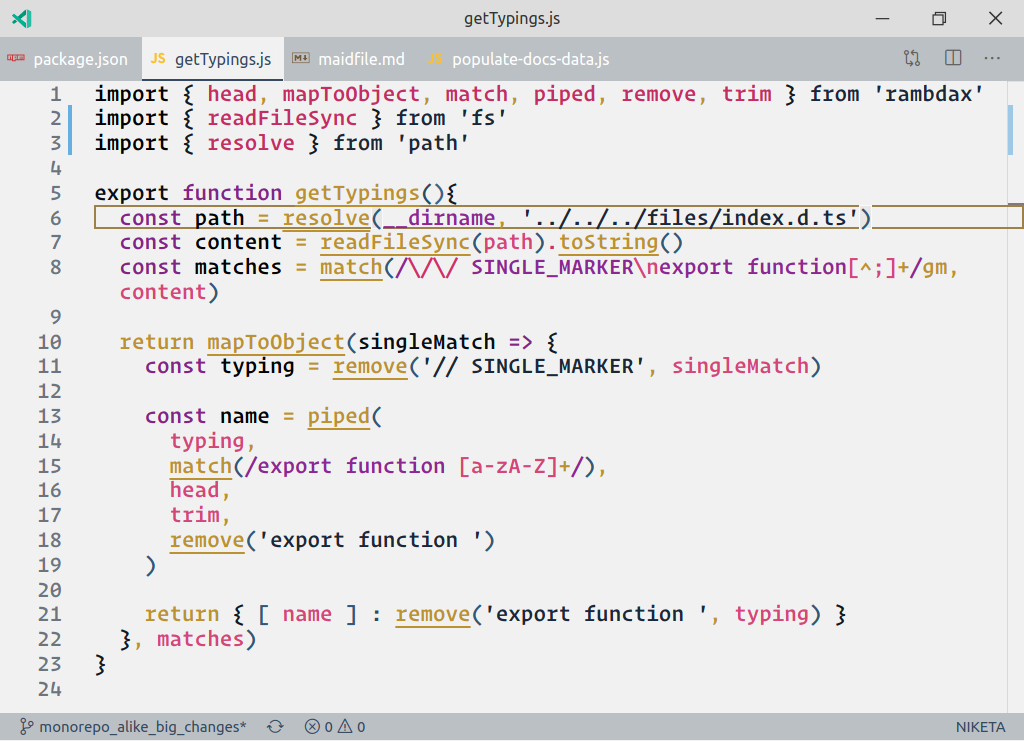 getTypings.js
package.json JS getTypings.js M↓ maidfile.md JS populate-docs-data.js ...
1 import { head, mapToObject, match, piped, remove, trim } from 'rambdax'
2 import { readFileSync } from 'fs'
3 import { resolve } from 'path'
4
5 export function getTypings(){
6 const path = resolve(__dirname, '../../../files/index.d.ts')
7 const content = readFileSync(path).toString()
8 const matches = match(/\/\/ SINGLE_MARKER\nexport function[^;]+/gm,
content)
9
10 return mapToObject(singleMatch => {
11 const typing = remove('// SINGLE_MARKER', singleMatch)
12
13 const name = piped(
14 typing,
15 match(/export function [a-zA-Z]+/),
16 head,
17 trim,
18 remove('export function ')
19 )
20
21 return { [ name ] : remove('export function ', typing) }
22 }, matches)
23 }
24
monorepo_alike_big_changes* 0 0 NIKETA